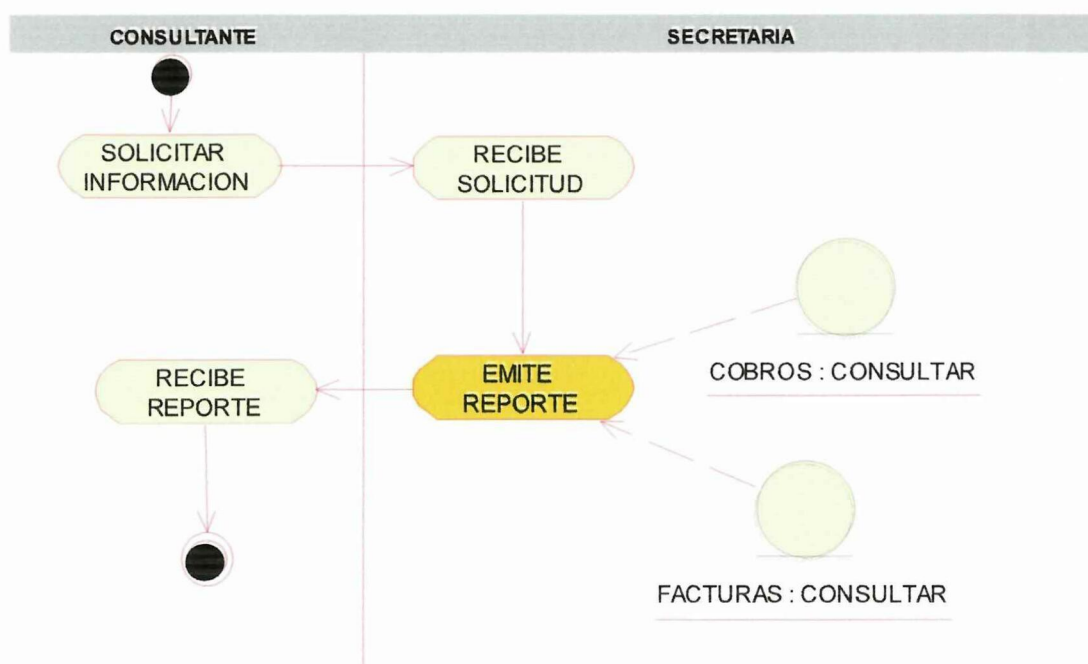 CONSULTANTE
SECRETARIA
SOLICITAR
INFORMACION
RECIBE
SOLICITUD
RECIBE
REPORTE
EMITE
REPORTE
COBROS : CONSULTAR
FACTURAS : CONSULTAR